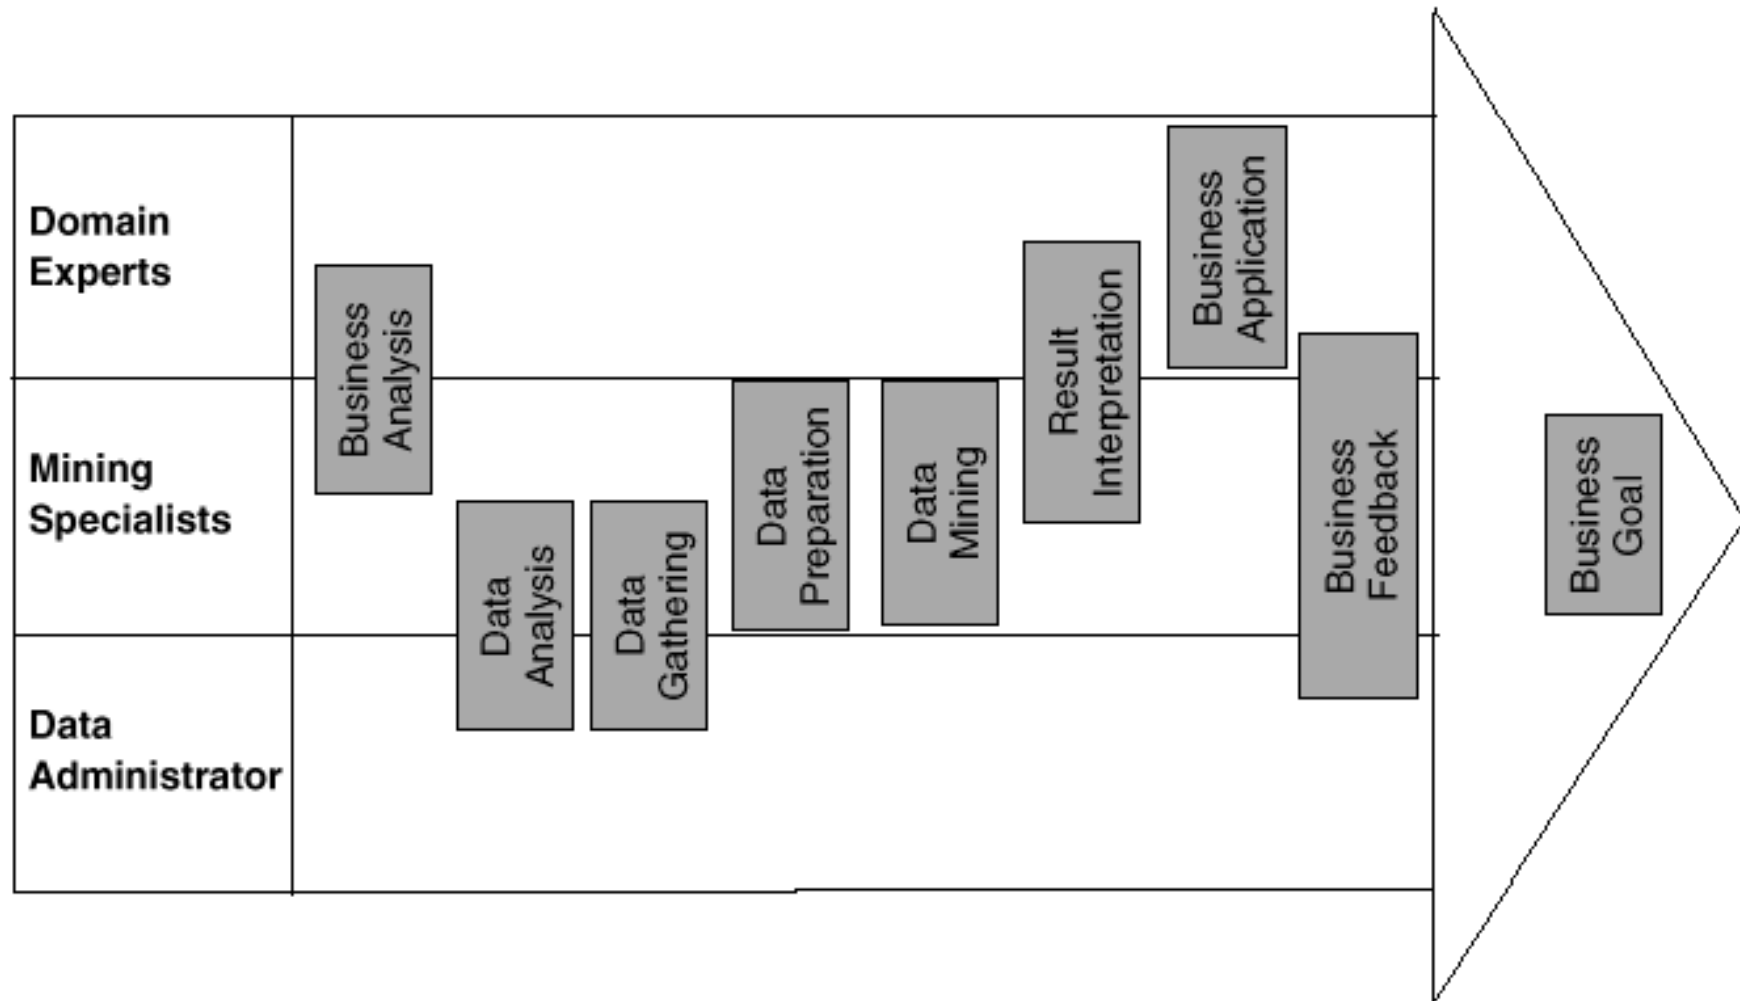 Domain
Experts
Mining
Specialists
Data
Administrator
Business
Analysis
Data
Analysis
Data
Gathering
Data
Preparation
Data
Mining
Result
Interpretation
Business
Application
Business
Feedback
Business
Goal